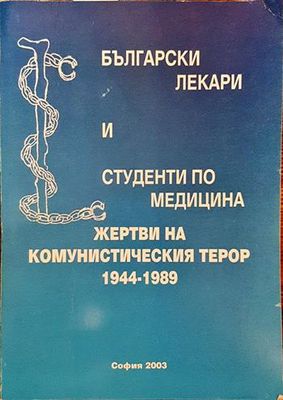 БЪЛГАРСКИ
ЛЕКАРИ
И
СТУДЕНТИ ПО
МЕДИЦИНА
ЖЕРТВИ НА
КОМУНИСТИЧЕСКИЯ ТЕРОР
1944-1989
София 2003